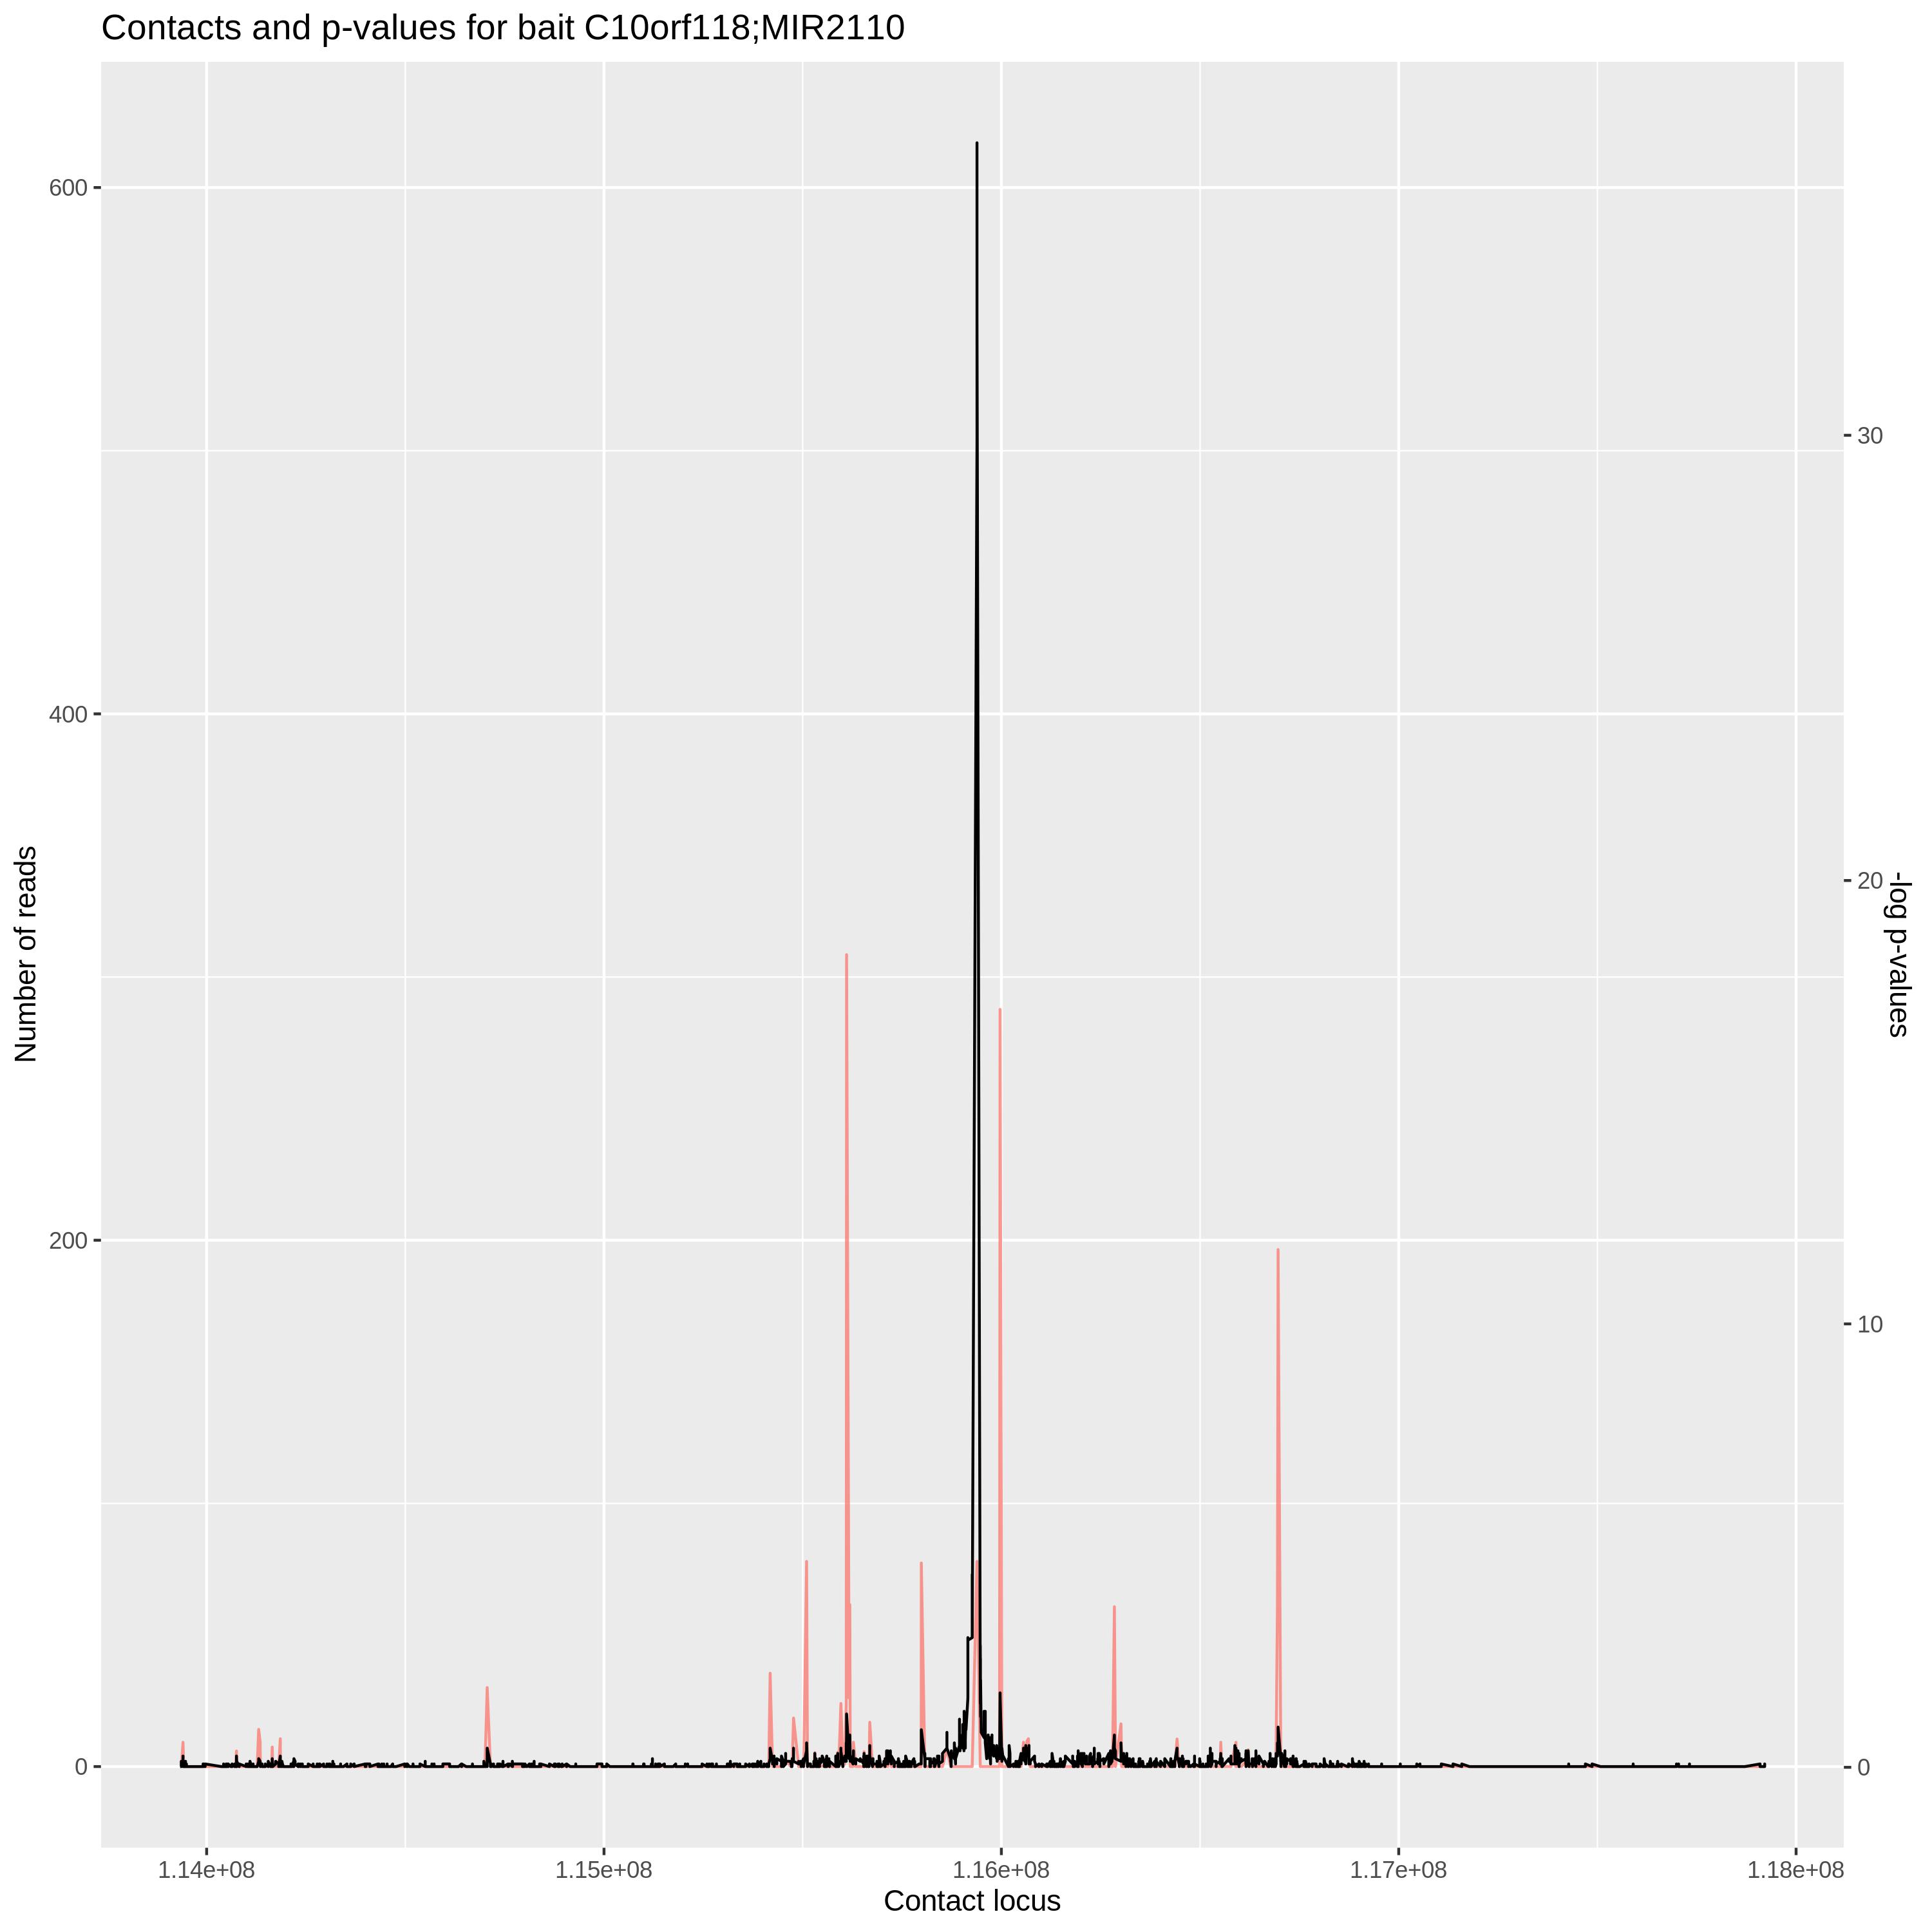 Contacts and p-values for bait C10orf118;MIR2110
600
400
200
0
Number of reads
30
20
10
0
-log p-values
1.14e+08 1.15e+08 1.16e+08 1.17e+08 1.18e+08
Contact locus